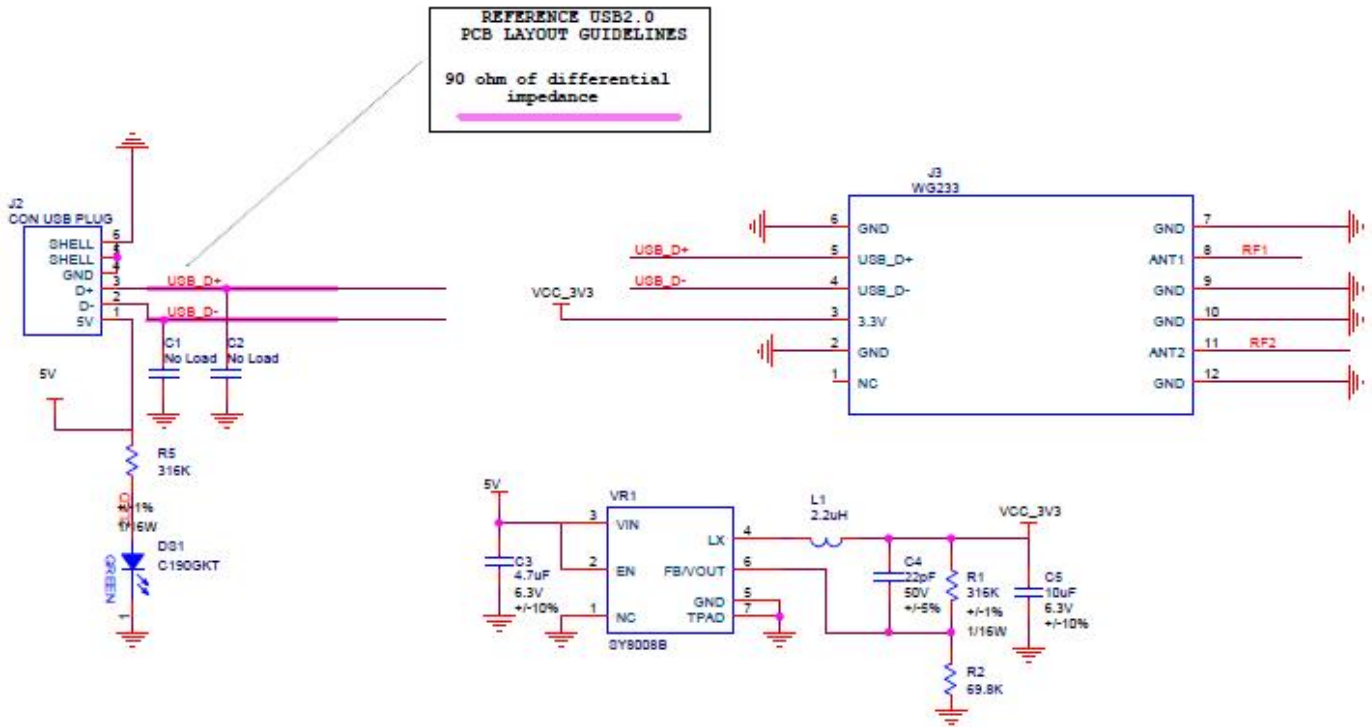 REFERENCE USB2.0
PCB LAYOUT GUIDELINES
90 ohm of differential
impedance
J2
CON USB PLUG
SHELL
6
SHELL
5
GND
4
D+
3
D-
2
5V
1
USB_D+
USB_D-
C1
No Load
C2
No Load
5V
R5
316K
+/-1%
1/16W
DS1
C190GKT
GREEN
1
J3
WG233
6
GND
USB_D+
5
USB_D+
USB_D-
4
USB_D-
VCC_3V3
3
3.3V
2
GND
1
NC
GND
7
ANT1
8
RF1
GND
9
GND
10
ANT2
11
RF2
GND
12
5V
C3
4.7uF
6.3V
+/-10%
VR1
3
VIN
2
EN
1
NC
LX
4
FB/VOUT
6
GND
5
TPAD
7
SY8008B
L1
2.2uH
VCC_3V3
C4
22pF
50V
+/-5%
R1
316K
+/-1%
1/16W
C5
10uF
6.3V
+/-10%
R2
69.8K